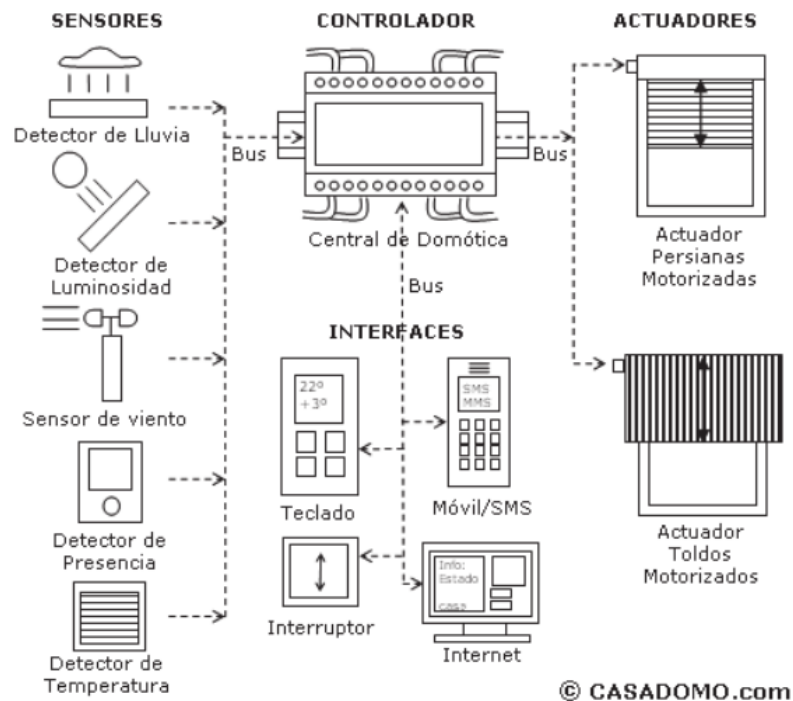 SENSORES
Detector de Lluvia
Detector de
Luminosidad
Sensor de viento
Detector de
Presencia
Detector de
Temperatura
Bus
CONTROLADOR
Central de Domótica
Bus
Bus
INTERFACES
22º
+3º
Teclado
SMS
MMS
Móvil/SMS
Interruptor
Info:
Estado
casa
Internet
ACTUADORES
Actuador
Persianas
Motorizadas
Actuador
Toldos
Motorizados
© CASADOMO.com